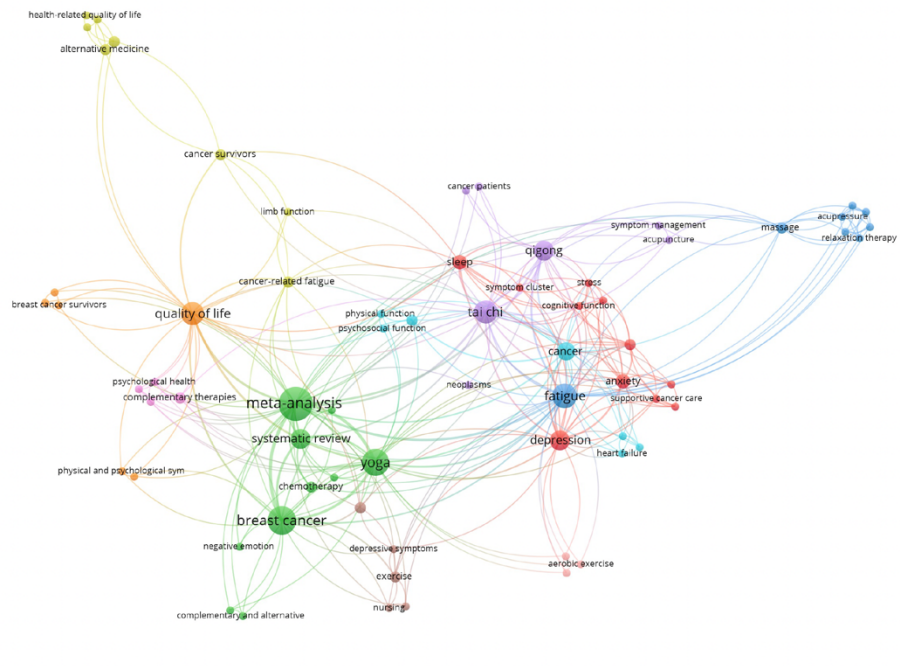 health-related quality of life
alternative medicine
cancer survivors
cancer patients
limb function
symptom management
acupressure
massage
acupuncture
relaxation therapy
qigong
sleep
cancer-related fatigue
stress
symptom cluster
breast cancer survivors
cognitive function
quality of life
physical function
tai chi
psychosocial function
cancer
psychological health
neoplasms
anxiety
complementary therapies
fatigue
supportive cancer care
meta-analysis
systematic review
depression
heart failure
yoga
physical and psychological sym
chemotherapy
breast cancer
negative emotion
depressive symptoms
aerobic exercise
exercise
nursing
complementary and alternative